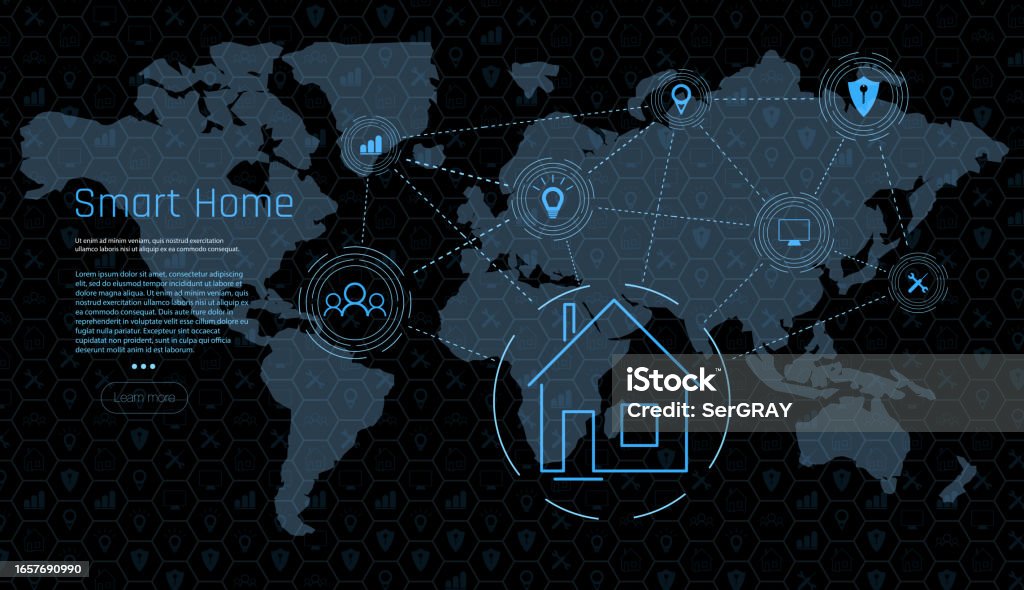 Smart Home
Ut enim ad minim veniam, quis nostrud exercitation
ullamco laboris nisi ut aliquip ex ea commodo consequat.
Lorem ipsum dolor sit amet, consectetur adipiscing
elit, sed do eiusmod tempor incididunt ut labore et
dolore magna aliqua. Ut enim ad minim veniam, quis
nostrud exercitation ullamco laboris nisi ut aliquip
ex ea commodo consequat. Duis aute irure dolor in
reprehenderit in voluptate velit esse cillum dolore eu
fugiat nulla pariatur. Excepteur sint occaecat
cupidatat non proident, sunt in culpa qui officia
deserunt mollit anim id est laborum.
Learn more
iStock™
Credit: SerGRAY
1657690990